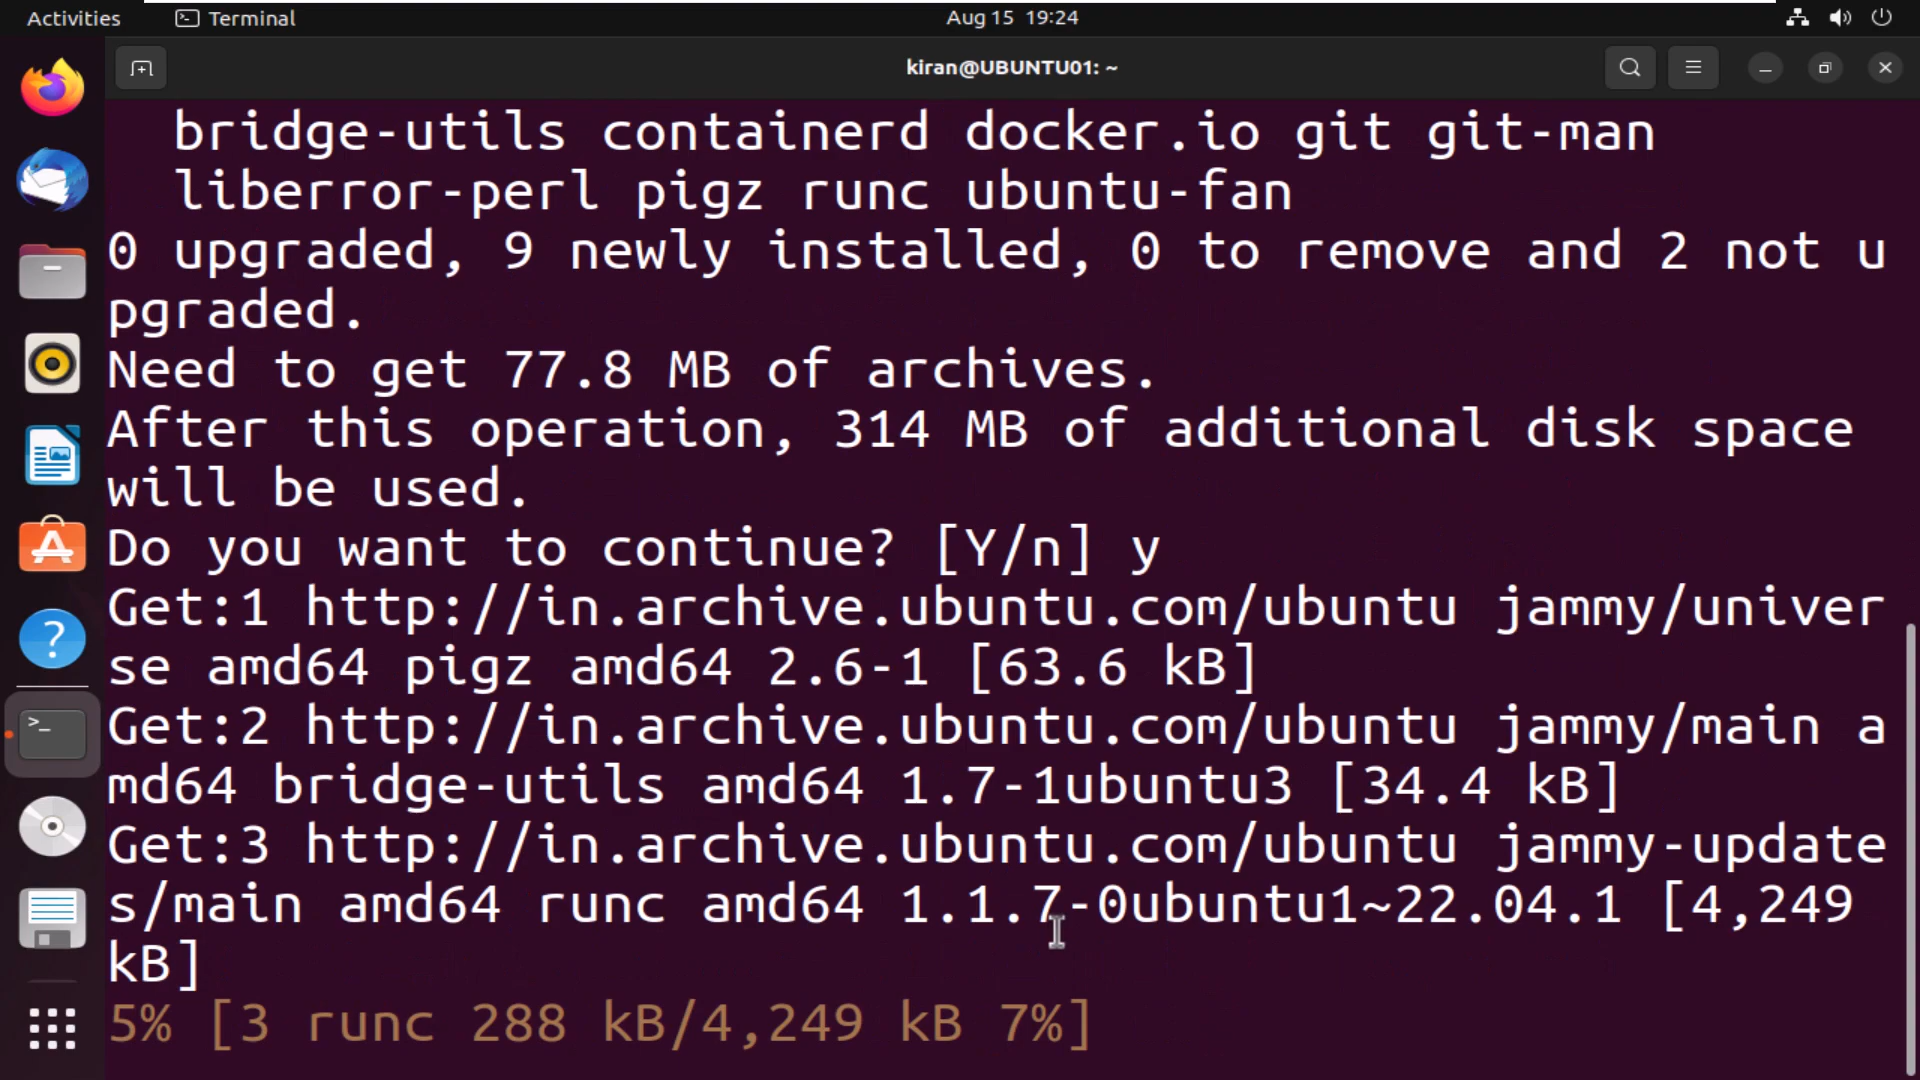 Activities Terminal Aug 15 19:24
kiran@UBUNTU01: ~
bridge-utils containerd docker.io git git-man
liberror-perl pigz runc ubuntu-fan
0 upgraded, 9 newly installed, 0 to remove and 2 not u
pgraded.
Need to get 77.8 MB of archives.
After this operation, 314 MB of additional disk space
will be used.
Do you want to continue? [Y/n] y
Get:1 http://in.archive.ubuntu.com/ubuntu jammy/univer
se amd64 pigz amd64 2.6-1 [63.6 kB]
Get:2 http://in.archive.ubuntu.com/ubuntu jammy/main a
md64 bridge-utils amd64 1.7-1ubuntu3 [34.4 kB]
Get:3 http://in.archive.ubuntu.com/ubuntu jammy-update
s/main amd64 runc amd64 1.1.7-0ubuntu1~22.04.1 [4,249
kB]
5% [3 runc 288 kB/4,249 kB 7%]